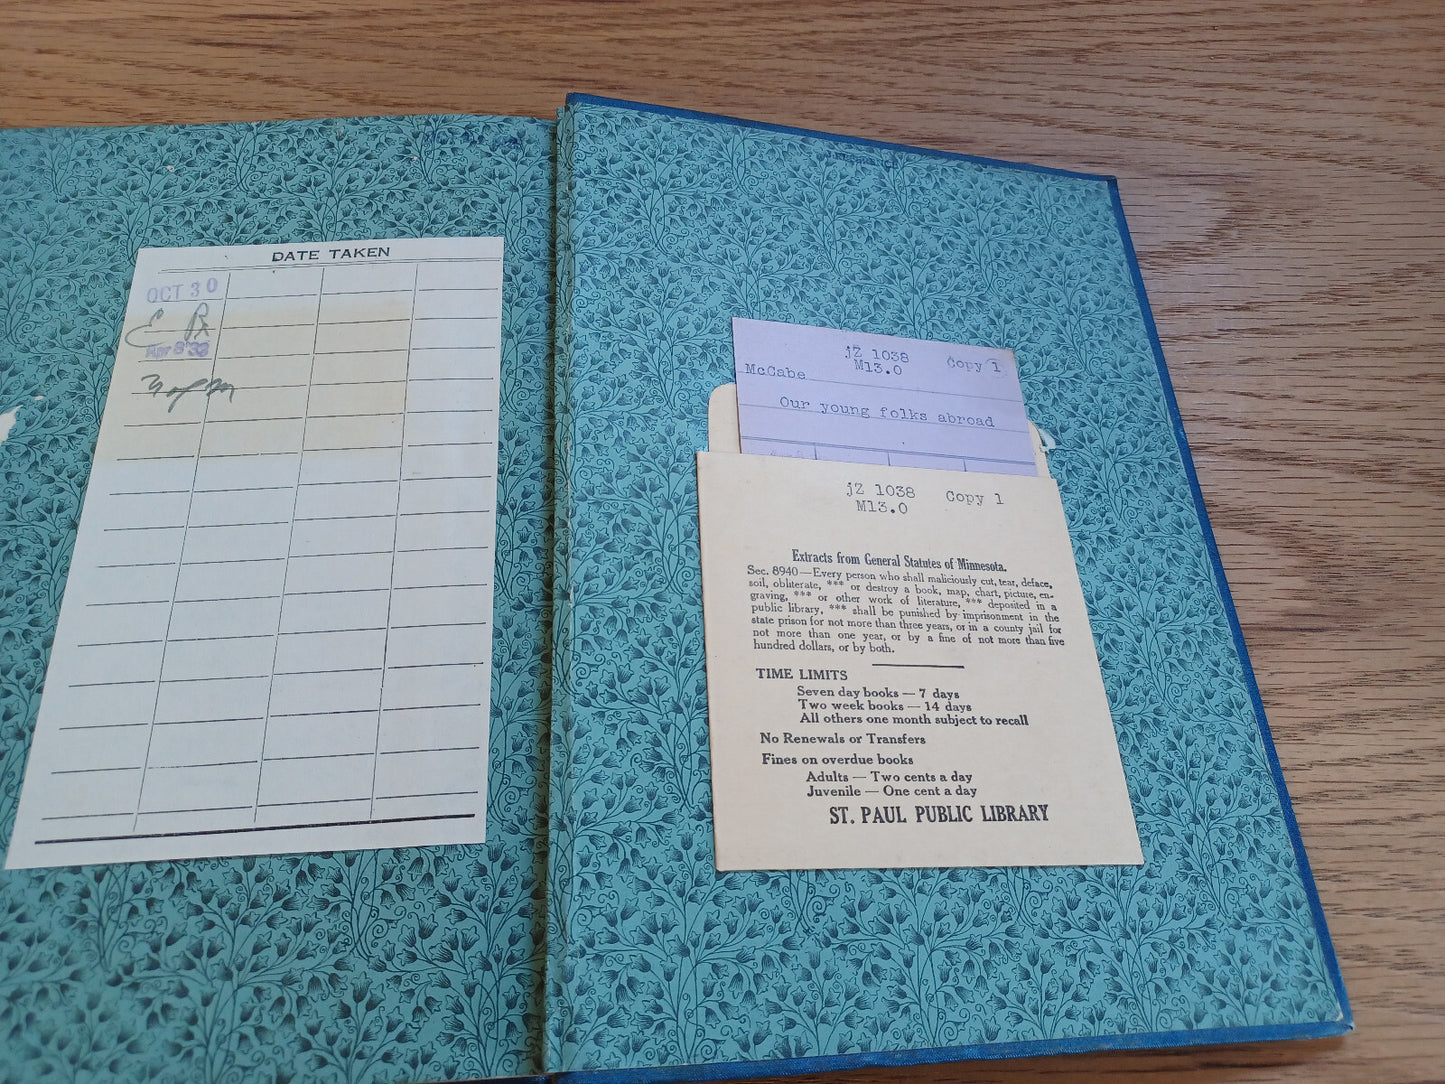 DATE TAKEN
OCT 30
Apr 8'33
jZ 1038 Copy 1
M13.0
McCabe
Our young folks abroad
jZ 1038 Copy 1
M13.0
Extracts from General Statutes of Minnesota.
Sec. 8940—Every person who shall maliciously cut, tear, deface,
soil, obliterate, *** or destroy a book, map, chart, picture, en-
graving, *** or other work of literature, *** deposited in a
public library, *** shall be punished by imprisonment in the
state prison for not more than three years, or in a county jail for
not more than one year, or by a fine of not more than five
hundred dollars, or by both.
TIME LIMITS
Seven day books — 7 days
Two week books — 14 days
All others one month subject to recall
No Renewals or Transfers
Fines on overdue books
Adults — Two cents a day
Juvenile — One cent a day
ST. PAUL PUBLIC LIBRARY